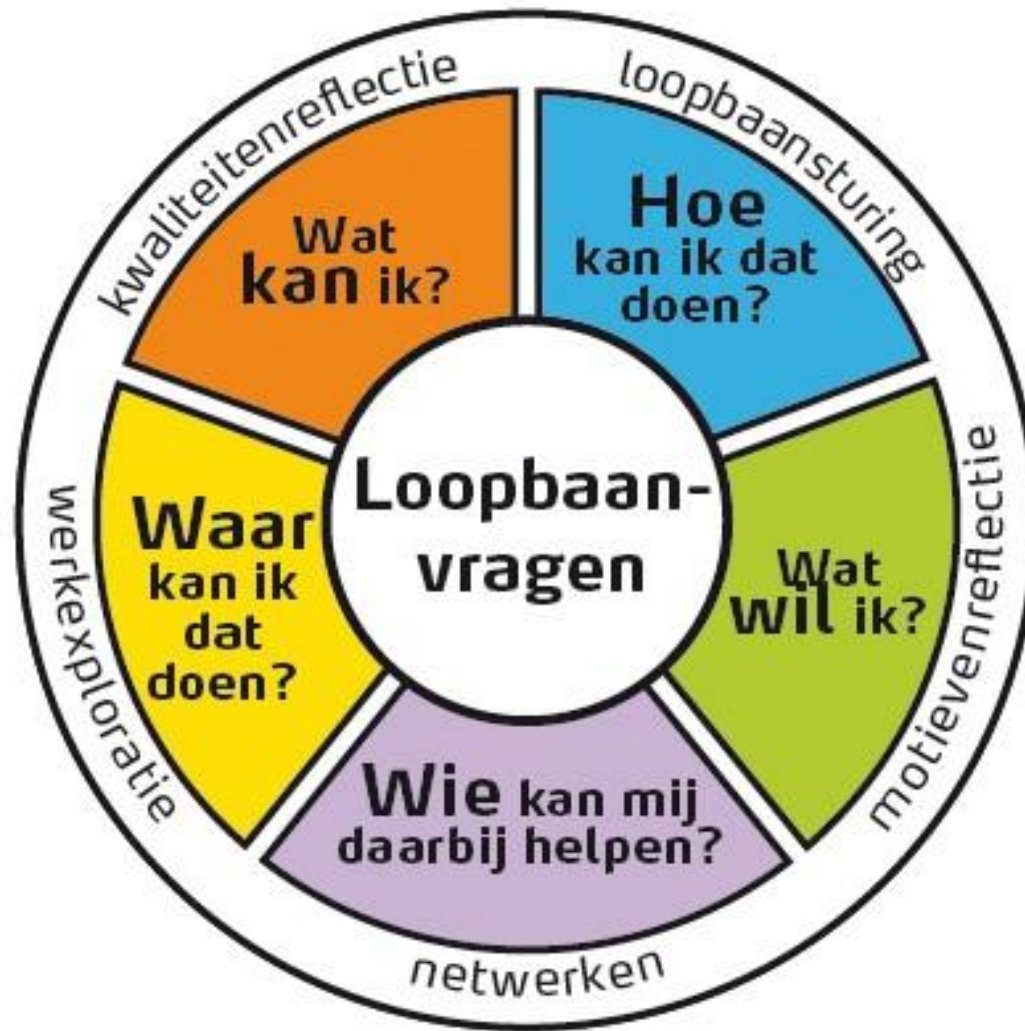 kwaliteitenreflectie
Wat
kan ik?
loopbaansturing
Hoe
kan ik dat
doen?
motievenreflectie
Wat
wil ik?
netwerken
Wie kan mij
daarbij helpen?
werkexploratie
Waar
kan ik
dat
doen?
Loopbaan-
vragen